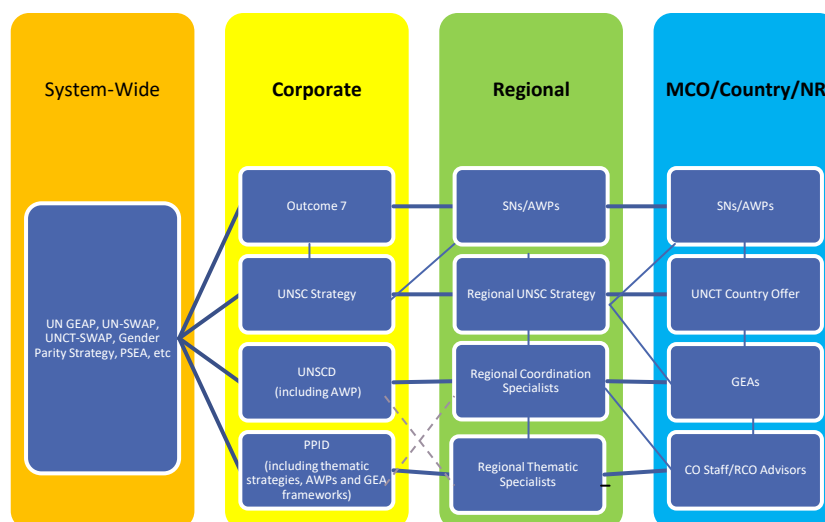 System-Wide
Corporate
Regional
MCO/Country/NR
UN GEAP, UN-SWAP,
UNCT-SWAP, Gender
Parity Strategy, PSEA, etc
Outcome 7
UNSC Strategy
UNSCD
(including AWP)
PPID
(including thematic
strategies, AWPs and GEA
frameworks)
SNs/AWPs
Regional UNSC Strategy
Regional Coordination
Specialists
Regional Thematic
Specialists
SNs/AWPs
UNCT Country Offer
GEAs
CO Staff/RCO Advisors